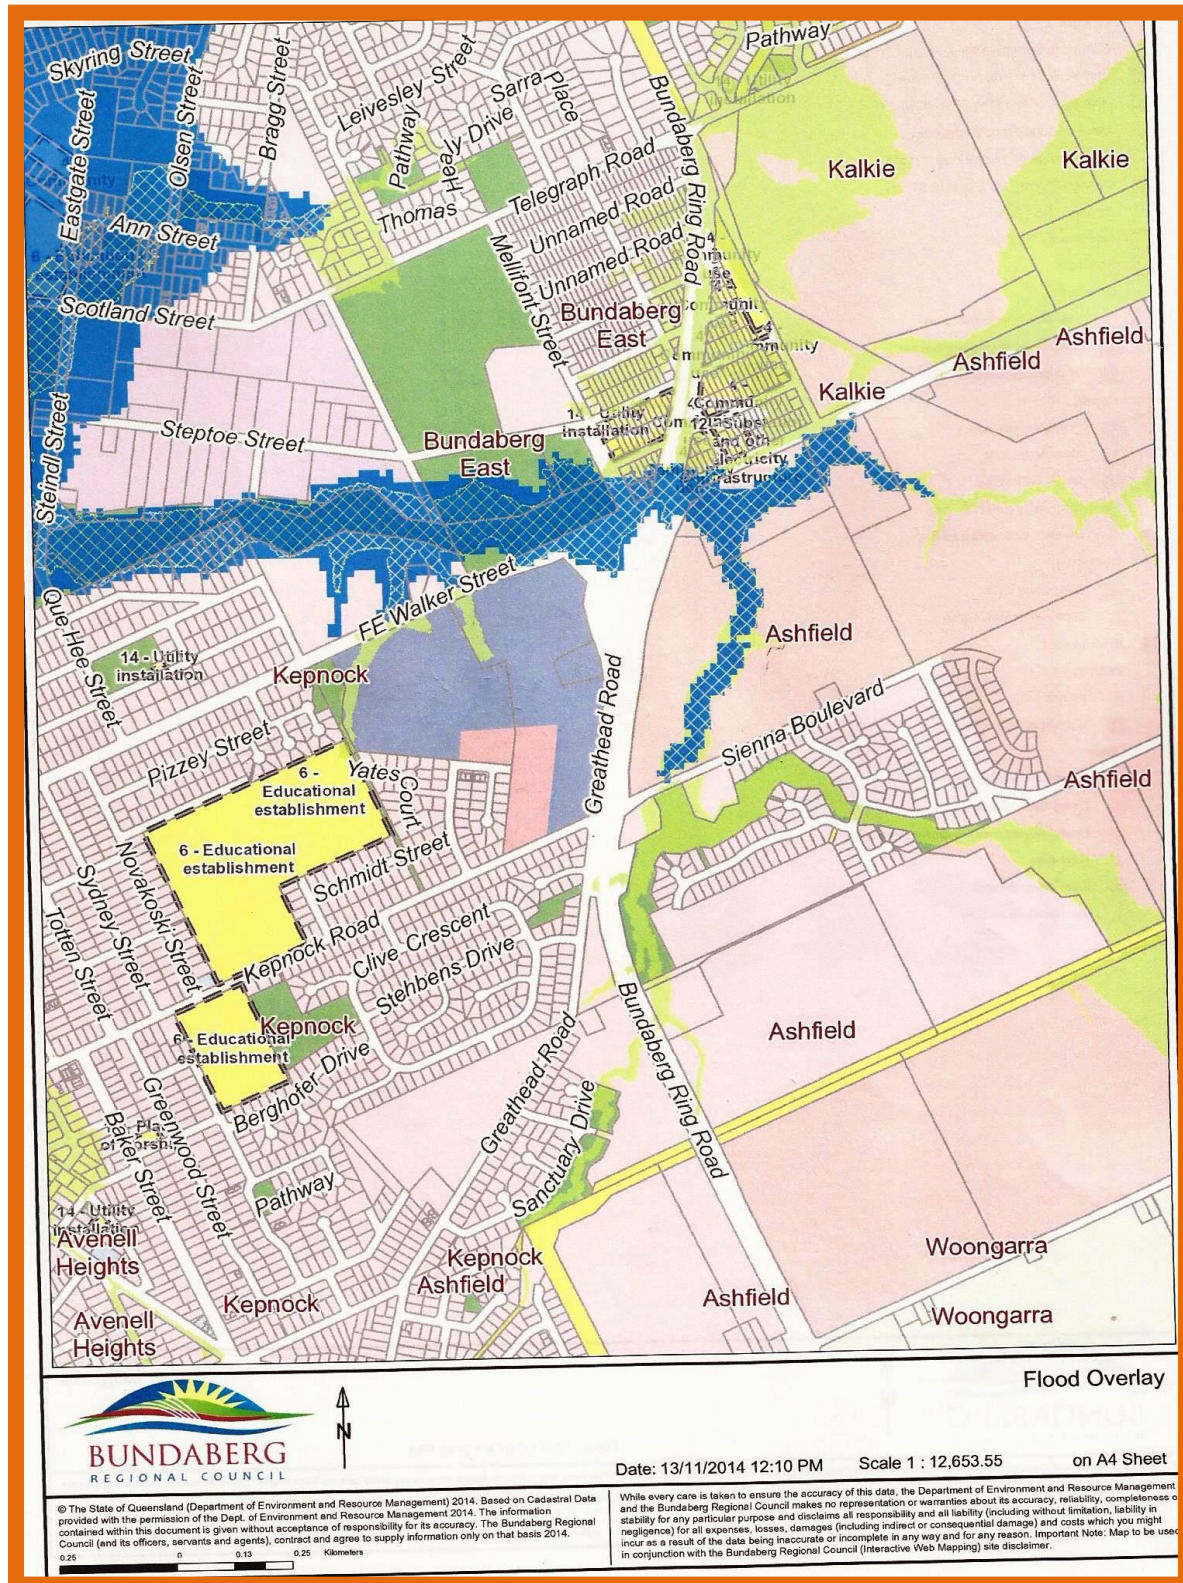 Skyring Street
Eastgate Street
Olsen Street
Bragg Street
Leivesley Street
Pathway
Healy Drive
Sarra Place
Thomas
Telegraph Road
Unnamed Road
Unnamed Road
Mellifont Street
Bundaberg Ring Road
Pathway
14 - Utility
installation
Kalkie
Kalkie
Ann Street
Scotland Street
Bundaberg
East
Ashfield
Ashfield
Kalkie
Steindl Street
Steptoe Street
Bundaberg
East
14 - Utility
installation
FE Walker Street
Que Hee Street
14 - Utility
installation
Kepnock
Ashfield
Greathead Road
Sienna Boulevard
Pizzey Street
Yates Court
6 -
Educational
establishment
6 - Educational
establishment
Ashfield
Schmidt Street
Novakoski Street
Sydney Street
Totten Street
Kepnock Road
Clive Crescent
Stehbens Drive
6 - Educational
establishment
Kepnock
Berghofer Drive
Bundaberg Ring Road
Ashfield
Greathead Road
Sanctuary Drive
Greenwood Street
Baker Street
Pathway
14 - Utility
installation
Avenell
Heights
Avenell
Heights
Kepnock
Kepnock
Ashfield
Ashfield
Woongarra
Woongarra
Flood Overlay
BUNDABERG
REGIONAL COUNCIL
N
Date: 13/11/2014 12:10 PM
Scale 1 : 12,653.55
on A4 Sheet
© The State of Queensland (Department of Environment and Resource Management) 2014. Based on Cadastral Data
provided with the permission of the Dept. of Environment and Resource Management 2014. The information
contained within this document is given without acceptance of responsibility for its accuracy. The Bundaberg Regional
Council (and its officers, servants and agents), contract and agree to supply information only on that basis 2014.
0.25 0 0.13 0.25 Kilometers
While every care is taken to ensure the accuracy of this data, the Department of Environment and Resource Management
and the Bundaberg Regional Council makes no representation or warranties about its accuracy, reliability, completeness o
stability for any particular purpose and disclaims all responsibility and all liability (including without limitation, liability in
negligence) for all expenses, losses, damages (including indirect or consequential damage) and costs which you might
incur as a result of the data being inaccurate or incomplete in any way and for any reason. Important Note: Map to be used
in conjunction with the Bundaberg Regional Council (Interactive Web Mapping) site disclaimer.